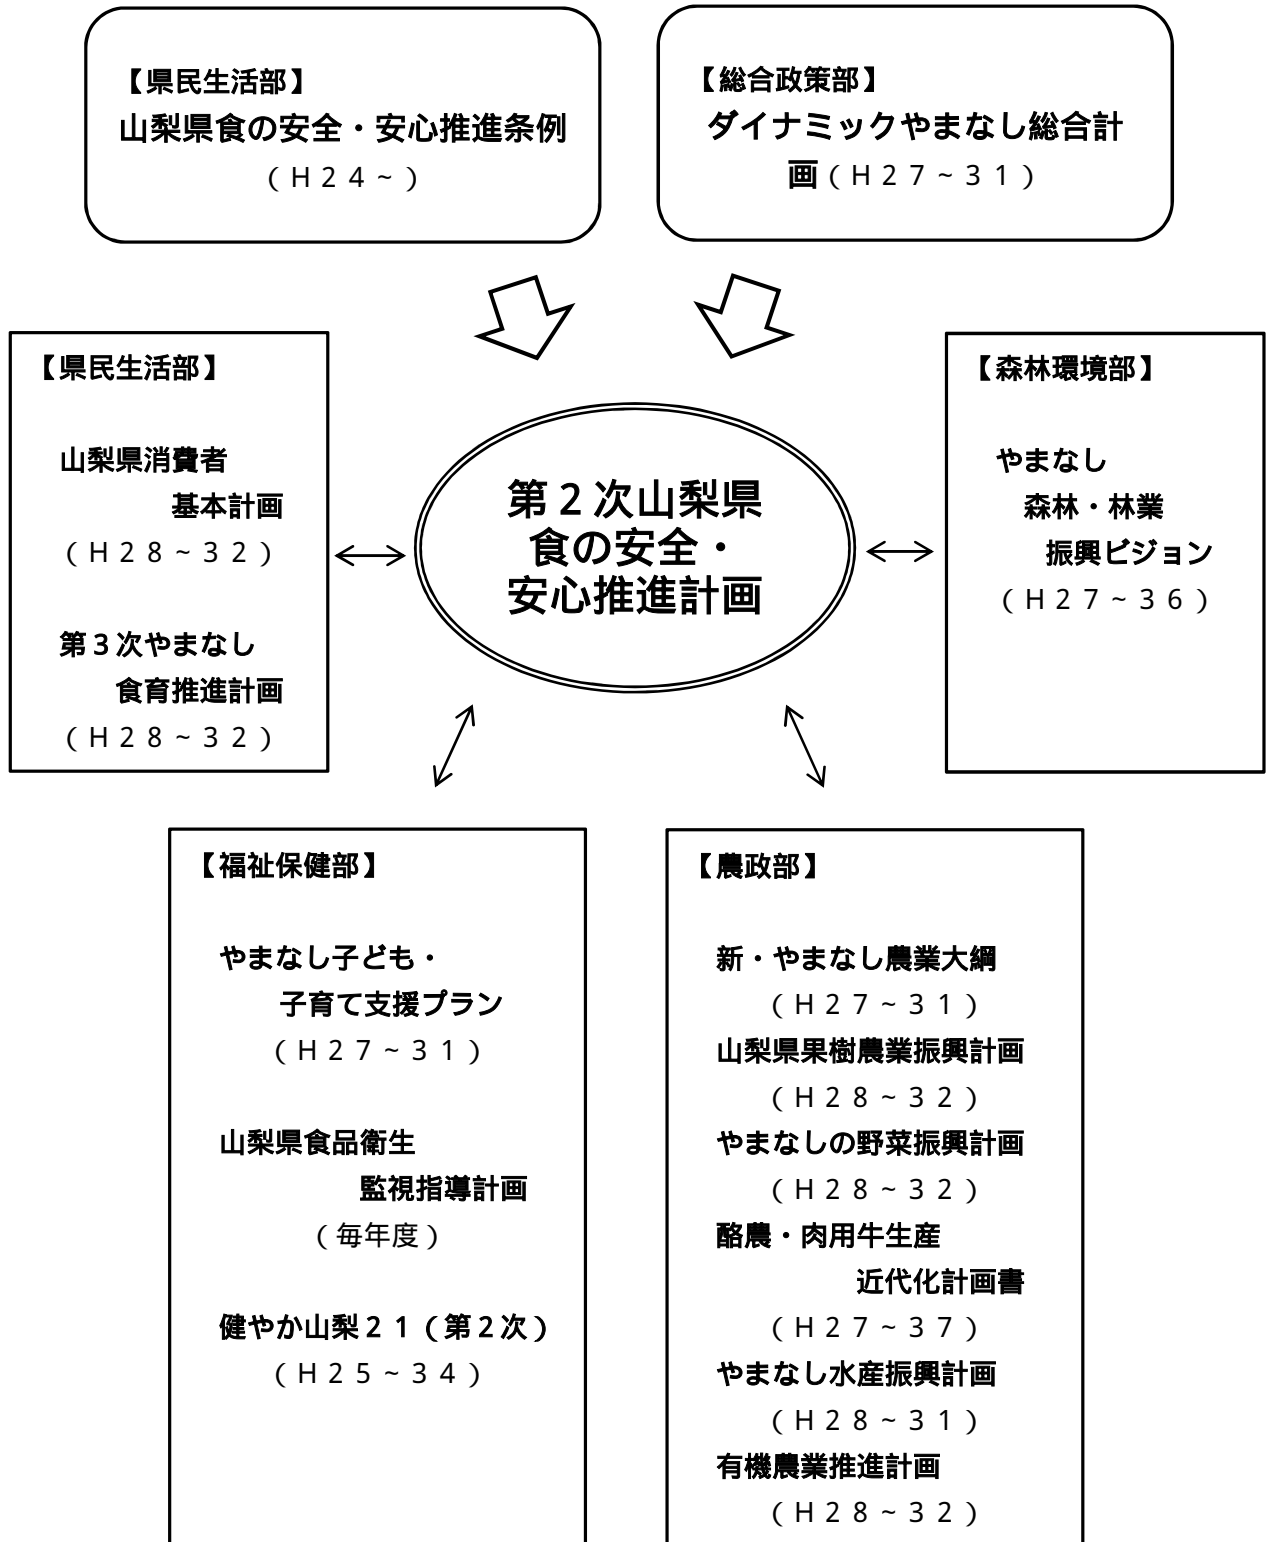 【県民生活部】
山梨県食の安全・安心推進条例
（Ｈ２４~）
【総合政策部】
ダイナミックやまなし総合計
画（Ｈ２７~３１）
【県民生活部】
山梨県消費者
基本計画
（Ｈ２８~３２）
第３次やまなし
食育推進計画
（Ｈ２８~３２）
第２次山梨県
食の安全・
安心推進計画
【森林環境部】
やまなし
森林・林業
振興ビジョン
（Ｈ２７~３６）
【福祉保健部】
やまなし子ども・
子育て支援プラン
（Ｈ２７~３１）
山梨県食品衛生
監視指導計画
（毎年度）
健やか山梨２１（第２次）
（Ｈ２５~３４）
【農政部】
新・やまなし農業大綱
（Ｈ２７~３１）
山梨県果樹農業振興計画
（Ｈ２８~３２）
やまなしの野菜振興計画
（Ｈ２８~３２）
酪農・肉用牛生産
近代化計画書
（Ｈ２７~３７）
やまなし水産振興計画
（Ｈ２８~３１）
有機農業推進計画
（Ｈ２８~３２）